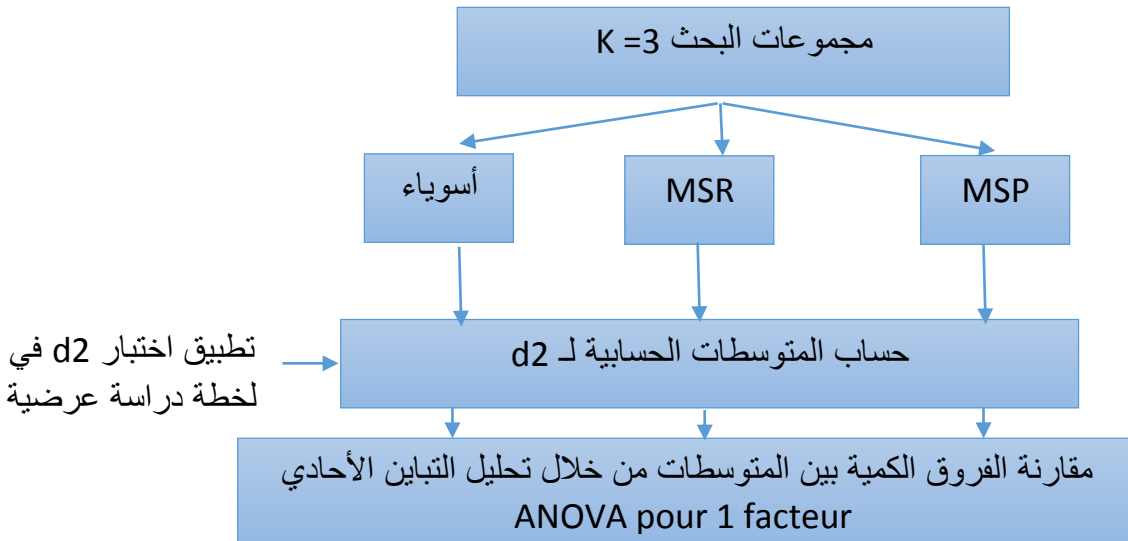 مجموعات البحث K =3
أسوياء
MSR
MSP
تطبيق اختبار d2 في
لخطة دراسة عرضية
حساب المتوسطات الحسابية لـ d2
مقارنة الفروق الكمية بين المتوسطات من خلال تحليل التباين الأحادي
ANOVA pour 1 facteur